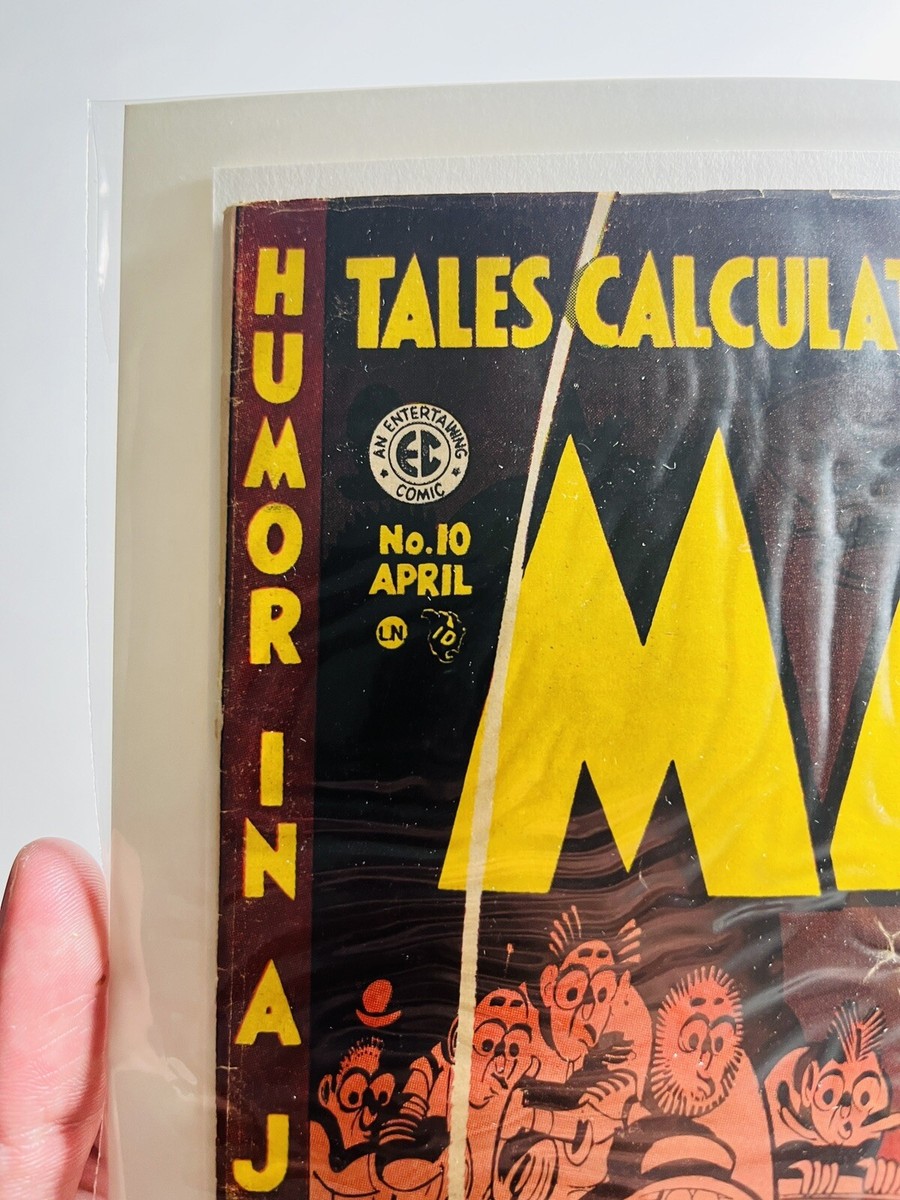 TALES CALCULAT
HUMOR IN A J
AN ENTERTAINING
EC
COMIC
No.10
APRIL
LN
10¢
MA